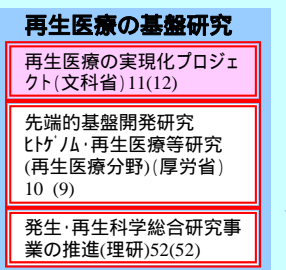 再生医療の基盤研究
再生医療の実現化プロジェ
クト(文科省)11(12)
先端的基盤開発研究
ﾋﾄｹﾞﾉﾑ･再生医療等研究
(再生医療分野)(厚労省)
10 (9)
発生･再生科学総合研究事
業の推進(理研)52(52)